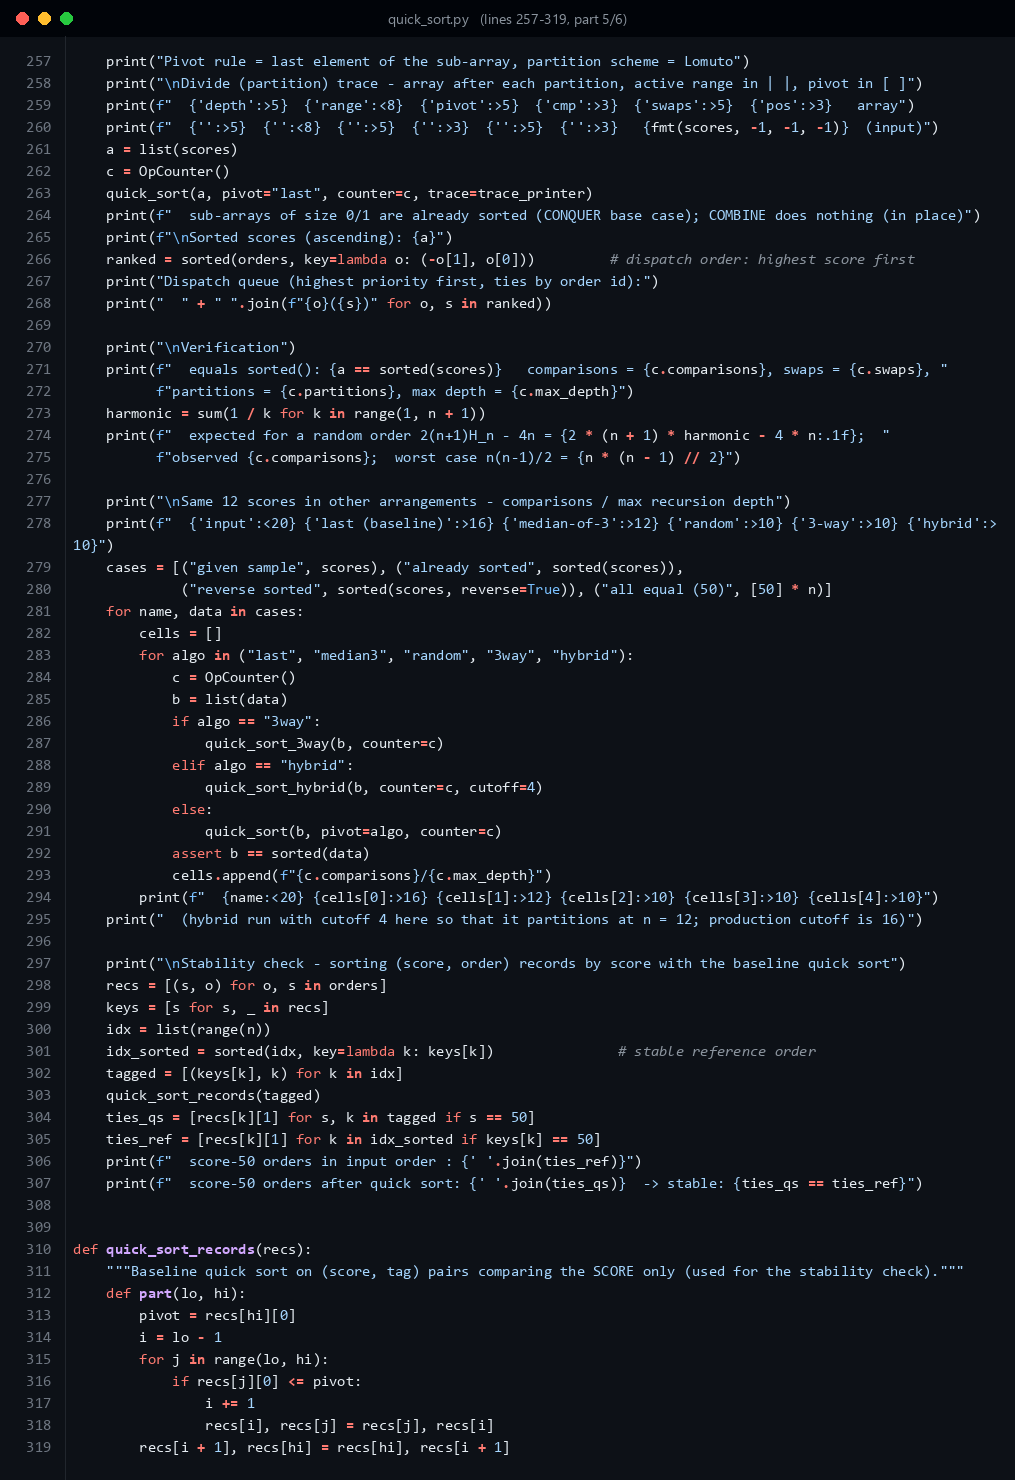 quick_sort.py   (lines 257-319, part 5/6)
257     print("Pivot rule = last element of the sub-array, partition scheme = Lomuto")
258     print("\nDivide (partition) trace - array after each partition, active range in | |, pivot in [ ]")
259     print(f"  {'depth':>5}  {'range':<8}  {'pivot':>5}  {'cmp':>3}  {'swaps':>5}  {'pos':>3}   array")
260     print(f"  {'':>5}  {'':<8}  {'':>5}  {'':>3}  {'':>5}  {'':>3}   {fmt(scores, -1, -1, -1)}  (input)")
261     a = list(scores)
262     c = OpCounter()
263     quick_sort(a, pivot="last", counter=c, trace=trace_printer)
264     print(f"  sub-arrays of size 0/1 are already sorted (CONQUER base case); COMBINE does nothing (in place)")
265     print(f"\nSorted scores (ascending): {a}")
266     ranked = sorted(orders, key=lambda o: (-o[1], o[0]))         # dispatch order: highest score first
267     print("Dispatch queue (highest priority first, ties by order id):")
268     print("  " + " ".join(f"{o}({s})" for o, s in ranked))
269
270     print("\nVerification")
271     print(f"  equals sorted(): {a == sorted(scores)}   comparisons = {c.comparisons}, swaps = {c.swaps}, "
272           f"partitions = {c.partitions}, max depth = {c.max_depth}")
273     harmonic = sum(1 / k for k in range(1, n + 1))
274     print(f"  expected for a random order 2(n+1)H_n - 4n = {2 * (n + 1) * harmonic - 4 * n:.1f};  "
275           f"observed {c.comparisons};  worst case n(n-1)/2 = {n * (n - 1) // 2}")
276
277     print("\nSame 12 scores in other arrangements - comparisons / max recursion depth")
278     print(f"  {'input':<20} {'last (baseline)':>16} {'median-of-3':>12} {'random':>10} {'3-way':>10} {'hybrid':>
10}")
279     cases = [("given sample", scores), ("already sorted", sorted(scores)),
280              ("reverse sorted", sorted(scores, reverse=True)), ("all equal (50)", [50] * n)]
281     for name, data in cases:
282         cells = []
283         for algo in ("last", "median3", "random", "3way", "hybrid"):
284             c = OpCounter()
285             b = list(data)
286             if algo == "3way":
287                 quick_sort_3way(b, counter=c)
288             elif algo == "hybrid":
289                 quick_sort_hybrid(b, counter=c, cutoff=4)
290             else:
291                 quick_sort(b, pivot=algo, counter=c)
292             assert b == sorted(data)
293             cells.append(f"{c.comparisons}/{c.max_depth}")
294         print(f"  {name:<20} {cells[0]:>16} {cells[1]:>12} {cells[2]:>10} {cells[3]:>10} {cells[4]:>10}")
295     print("  (hybrid run with cutoff 4 here so that it partitions at n = 12; production cutoff is 16)")
296
297     print("\nStability check - sorting (score, order) records by score with the baseline quick sort")
298     recs = [(s, o) for o, s in orders]
299     keys = [s for s, _ in recs]
300     idx = list(range(n))
301     idx_sorted = sorted(idx, key=lambda k: keys[k])               # stable reference order
302     tagged = [(keys[k], k) for k in idx]
303     quick_sort_records(tagged)
304     ties_qs = [recs[k][1] for s, k in tagged if s == 50]
305     ties_ref = [recs[k][1] for k in idx_sorted if keys[k] == 50]
306     print(f"  score-50 orders in input order : {' '.join(ties_ref)}")
307     print(f"  score-50 orders after quick sort: {' '.join(ties_qs)}  -> stable: {ties_qs == ties_ref}")
308
309
310 def quick_sort_records(recs):
311     """Baseline quick sort on (score, tag) pairs comparing the SCORE only (used for the stability check)."""
312     def part(lo, hi):
313         pivot = recs[hi][0]
314         i = lo - 1
315         for j in range(lo, hi):
316             if recs[j][0] <= pivot:
317                 i += 1
318                 recs[i], recs[j] = recs[j], recs[i]
319         recs[i + 1], recs[hi] = recs[hi], recs[i + 1]